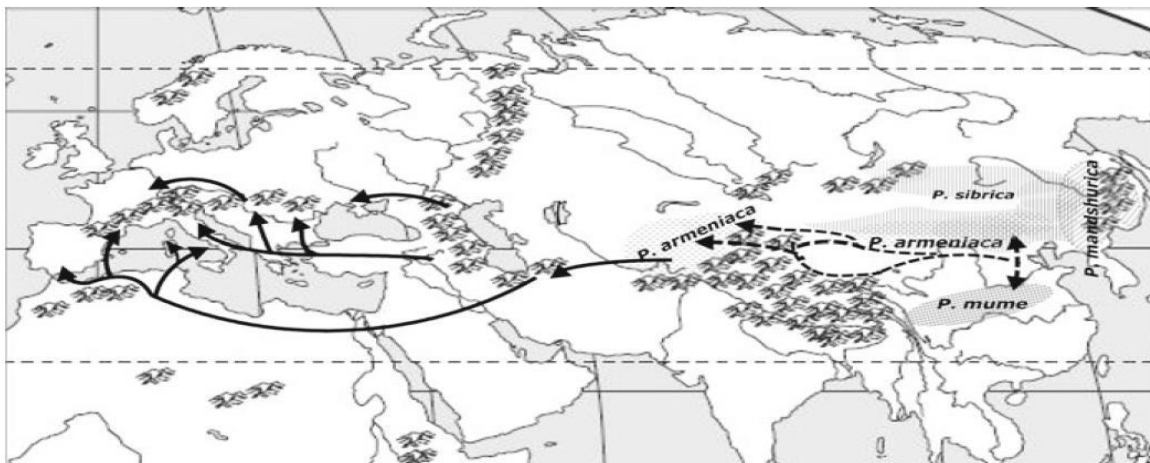 P. sibrica
P. mandshurica
P. armeniaca
P. armeniaca
P. mume